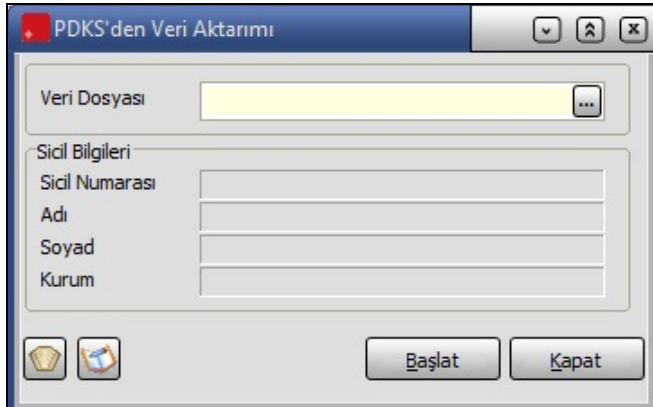 PDKS'den Veri Aktarımı
Veri Dosyası
...
Sicil Bilgileri
Sicil Numarası
Adı
Soyad
Kurum
Başlat Kapat